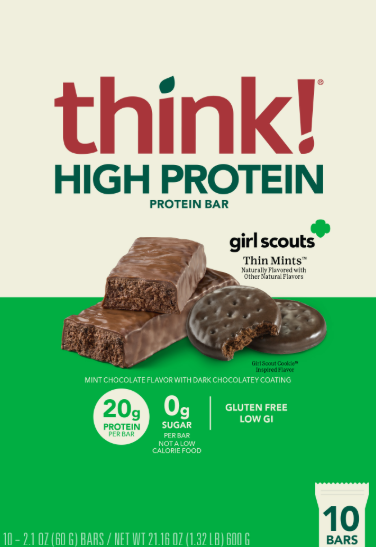 think!®
HIGH PROTEIN
PROTEIN BAR
girl scouts
Thin Mints™
Naturally Flavored with
Other Natural Flavors
Girl Scout Cookie™
Inspired Flavor
MINT CHOCOLATE FLAVOR WITH DARK CHOCOLATEY COATING
20g
PROTEIN
PER BAR
0g
SUGAR
PER BAR
NOT A LOW
CALORIE FOOD
GLUTEN FREE
LOW GI
10
BARS
10 – 2.1 OZ (60 G) BARS / NET WT 21.16 OZ (1.32 LB) 600 G